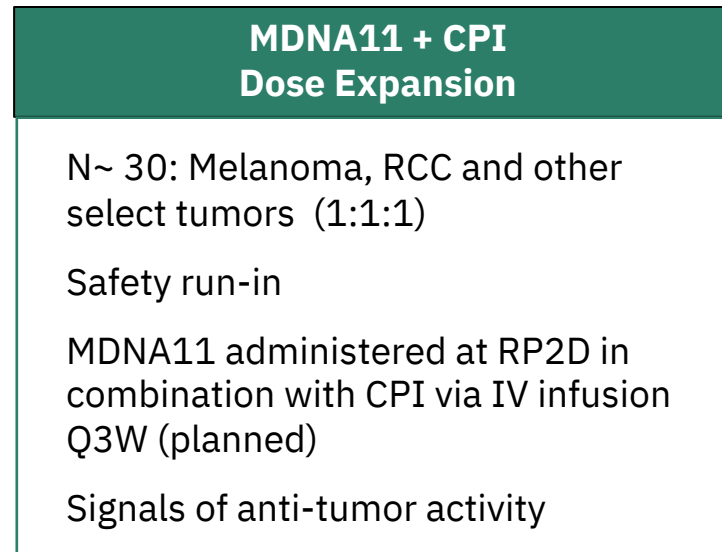 MDNA11 + CPI
Dose Expansion
N~ 30: Melanoma, RCC and other
select tumors (1:1:1)
Safety run-in
MDNA11 administered at RP2D in
combination with CPI via IV infusion
Q3W (planned)
Signals of anti-tumor activity